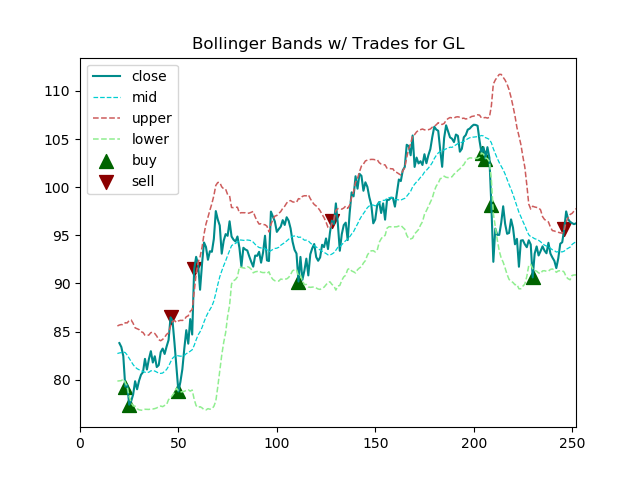 Bollinger Bands w/ Trades for GL
close
mid
upper
lower
buy
sell
110
105
100
95
90
85
80
0 50 100 150 200 250